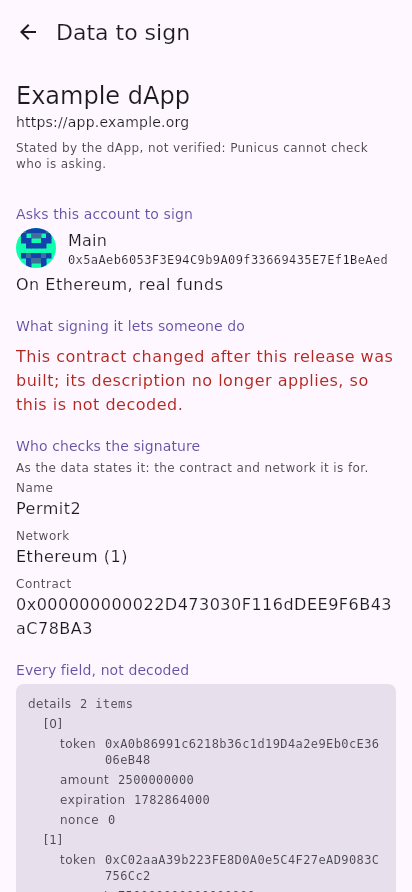 Data to sign
Example dApp
https://app.example.org
Stated by the dApp, not verified: Punicus cannot check
who is asking.
Asks this account to sign
Main
0x5aAeb6053F3E94C9b9A09f33669435E7Ef1BeAed
On Ethereum, real funds
What signing it lets someone do
This contract changed after this release was
built; its description no longer applies, so
this is not decoded.
Who checks the signature
As the data states it: the contract and network it is for.
Name
Permit2
Network
Ethereum (1)
Contract
0x000000000022D473030F116dDEE9F6B43
aC78BA3
Every field, not decoded
details 2 items
[0]
token 0xA0b86991c6218b36c1d19D4a2e9Eb0cE36
06eB48
amount 2500000000
expiration 1782864000
nonce 0
[1]
token 0xC02aaA39b223FE8D0A0e5C4F27eAD9083C
756Cc2